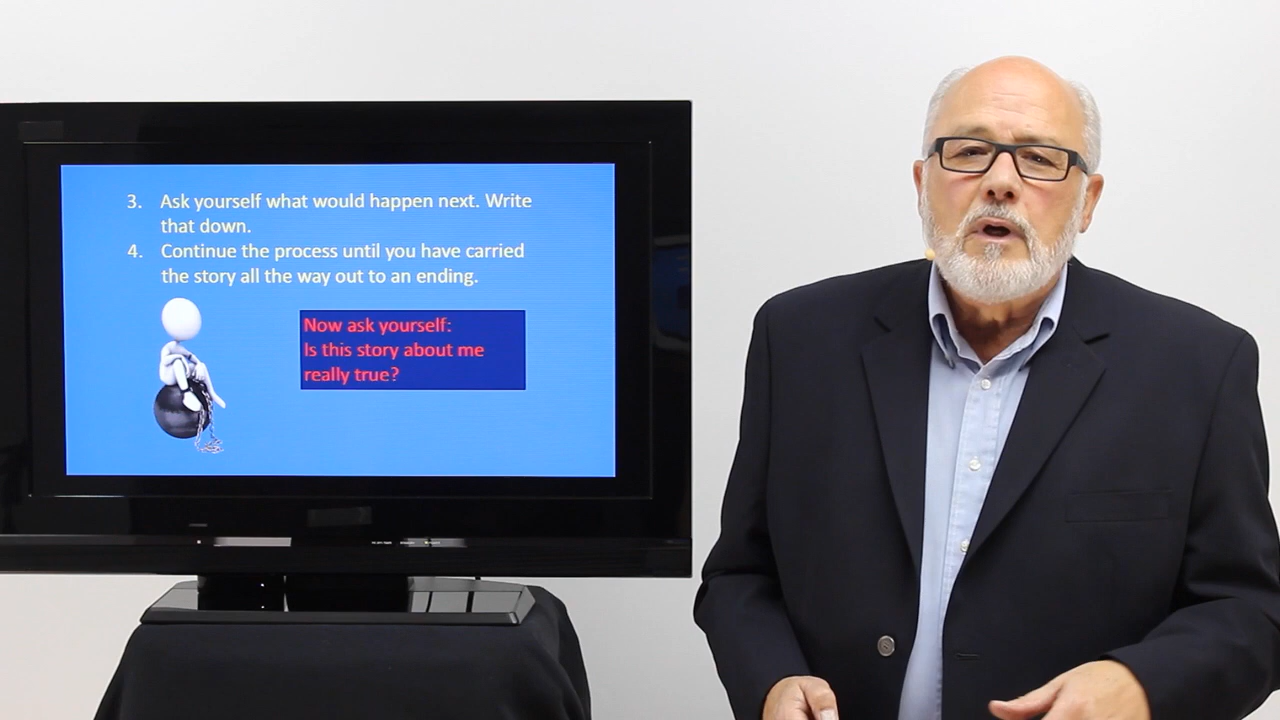 3. Ask yourself what would happen next. Write
that down.
4. Continue the process until you have carried
the story all the way out to an ending.
Now ask yourself:
Is this story about me
really true?